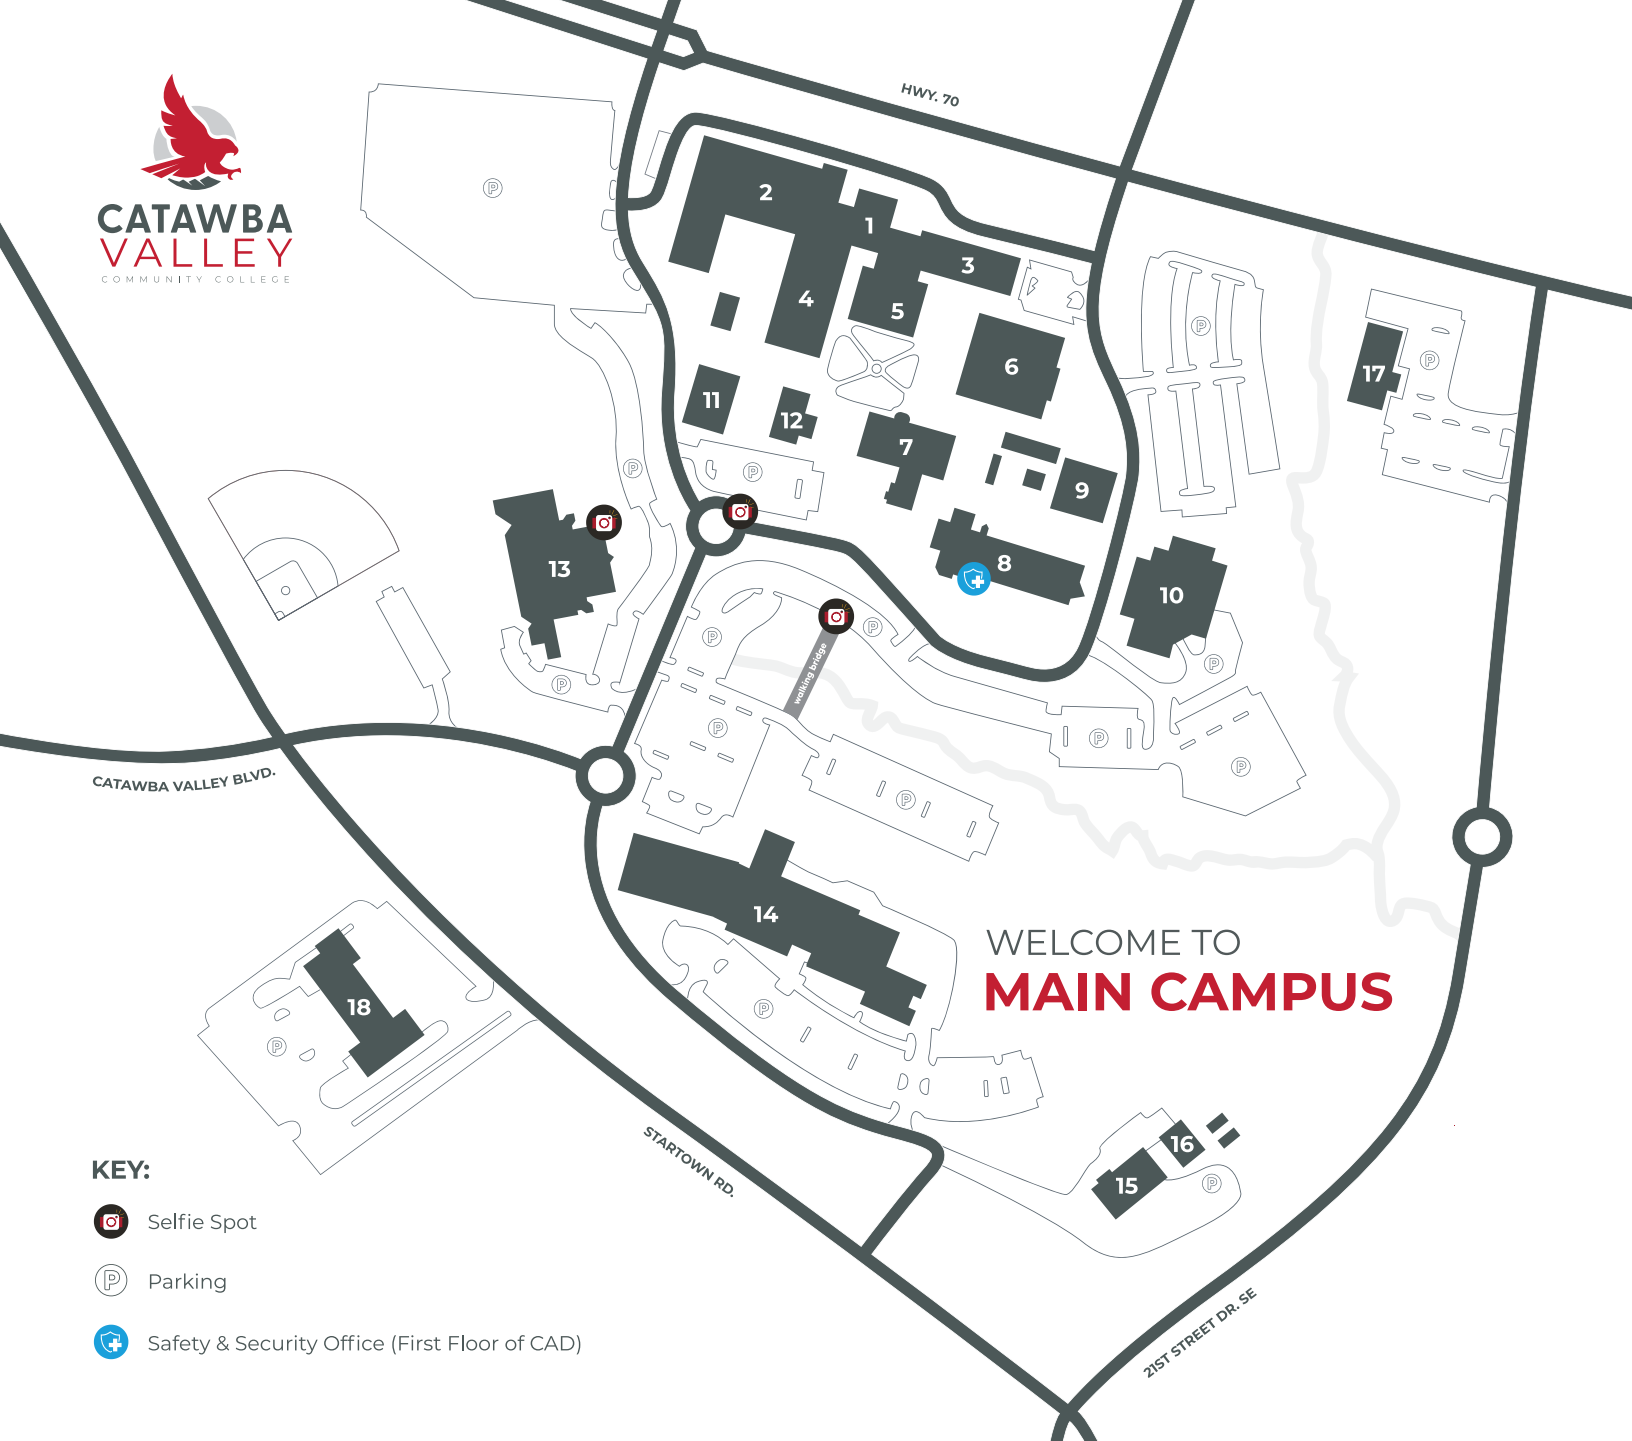 HWY. 70
CATAWBA
VALLEY
COMMUNITY COLLEGE
P
2
1
3
4
5
6
P
17
P
11
12
7
P
P
9
13
8
10
P
P
P
walking bridge
P
P
P
P
P
CATAWBA VALLEY BLVD.
14
WELCOME TO
MAIN CAMPUS
18
P
P
STARTOWN RD.
16
15
P
KEY:
Selfie Spot
P
Parking
Safety & Security Office (First Floor of CAD)
21ST STREET DR. SE